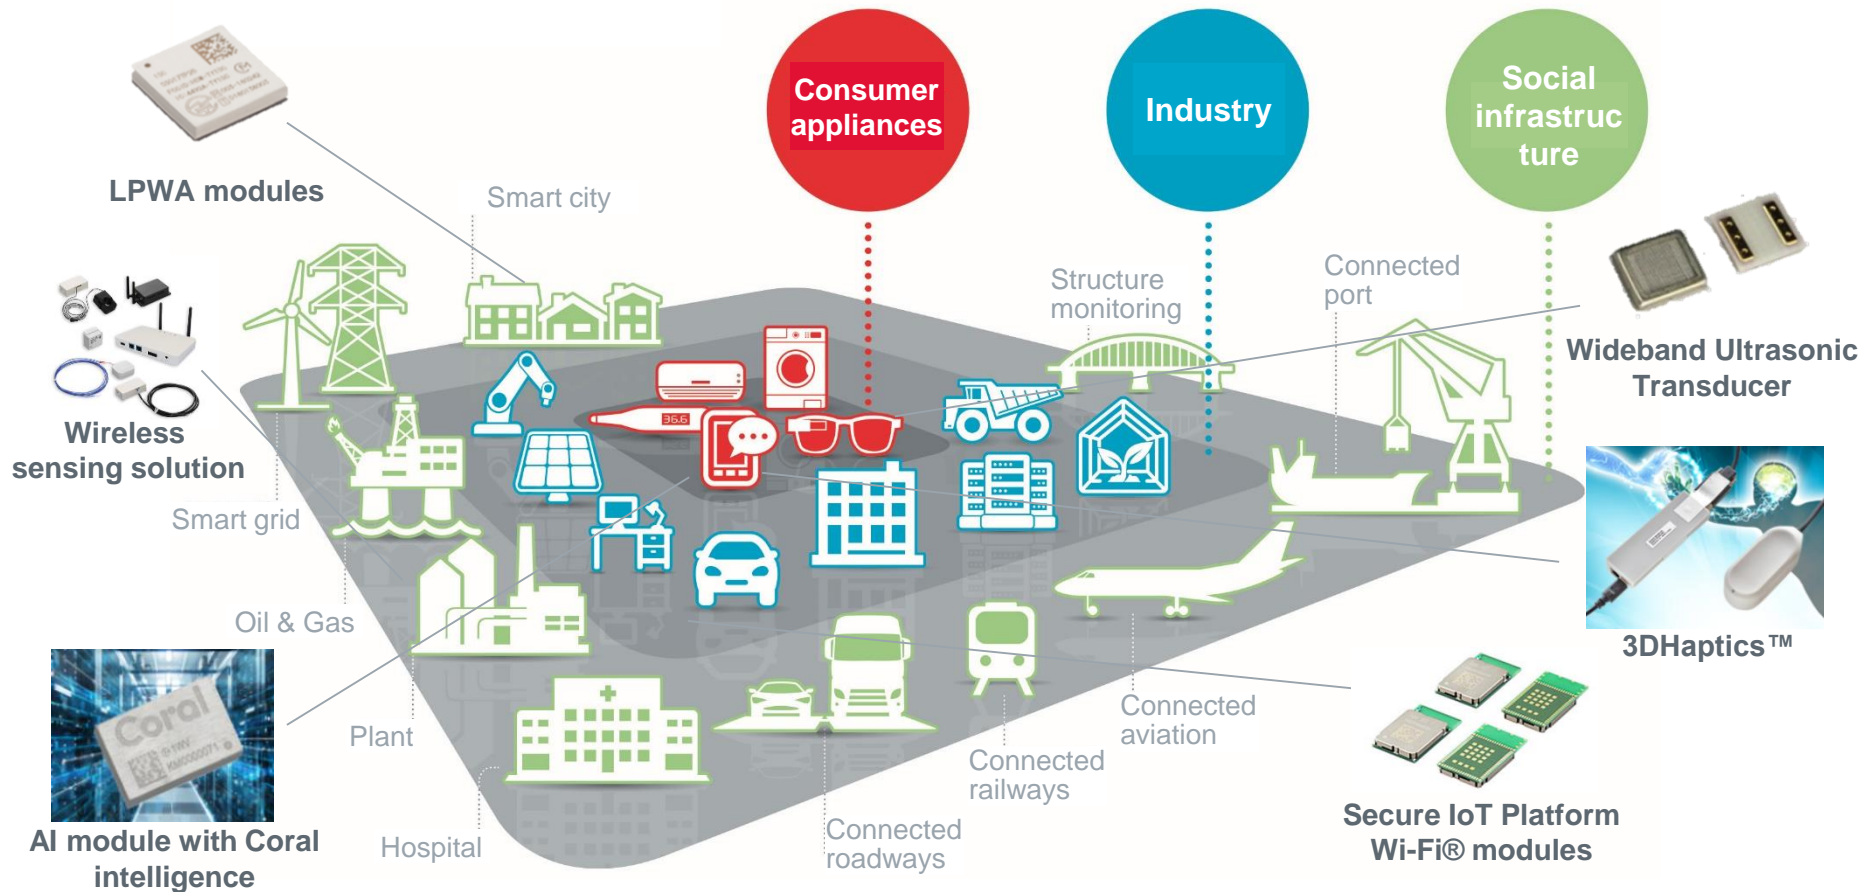 Consumer
appliances
Industry
Social
infrastruc
ture
LPWA modules
Smart city
Structure
monitoring
Connected
port
Wideband Ultrasonic
Transducer
36.6
Wireless
sensing solution
Smart grid
Oil & Gas
3DHaptics™
Coral
Plant
Connected
aviation
Connected
railways
Hospital
Connected
roadways
AI module with Coral
intelligence
Secure IoT Platform
Wi-Fi® modules